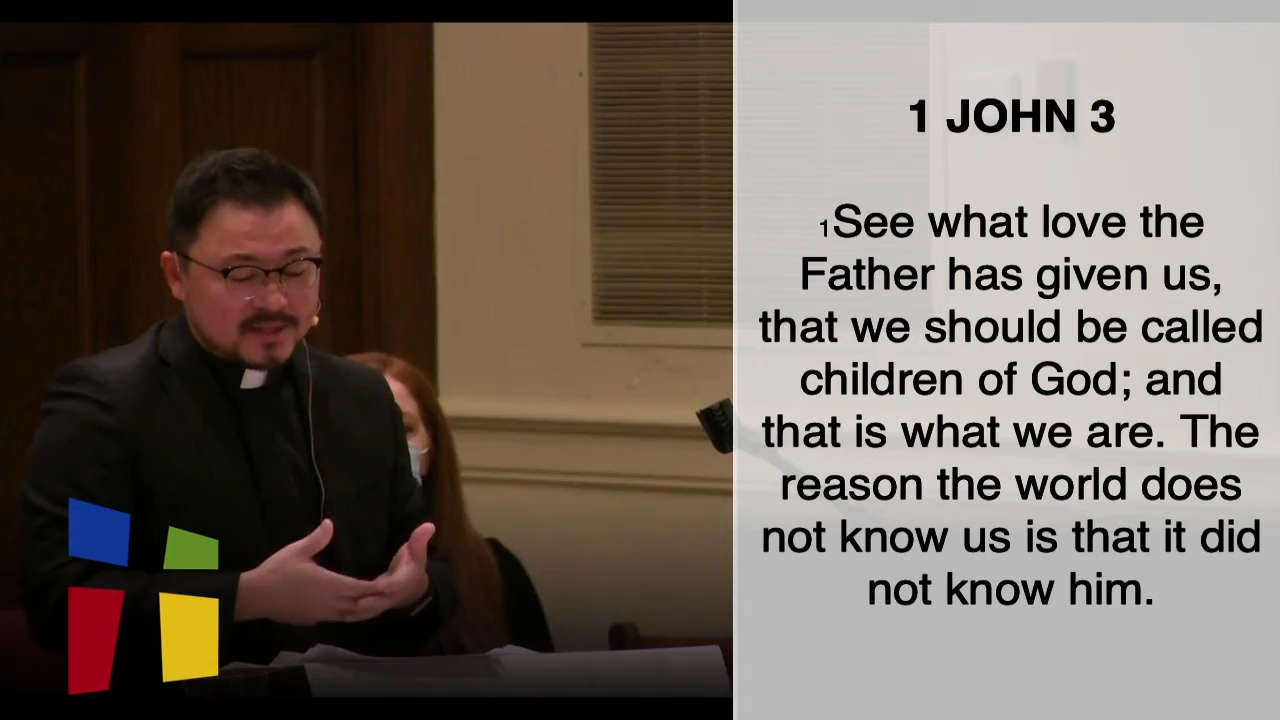 1 JOHN 3
1See what love the
Father has given us,
that we should be called
children of God; and
that is what we are. The
reason the world does
not know us is that it did
not know him.